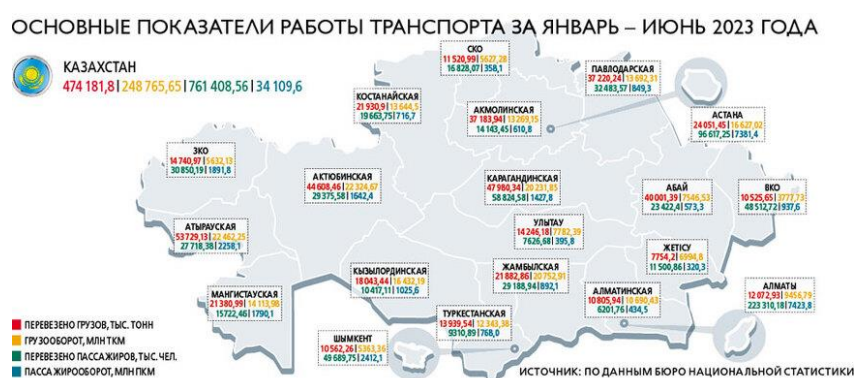 ОСНОВНЫЕ ПОКАЗАТЕЛИ РАБОТЫ ТРАНСПОРТА ЗА ЯНВАРЬ – ИЮНЬ 2023 ГОДА
КАЗАХСТАН
474 181,8|248 765,65|761 408,56|34 109,6
СКО
11 520,99|5627,28
16 828,07|358,1
ПАВЛОДАРСКАЯ
37 220,24|13 692,31
32 483,57|849,3
КОСТАНАЙСКАЯ
21 930,9|13 644,5
19 663,75|716,7
АКМОЛИНСКАЯ
37 183,94|13 269,15
14 143,45|610,8
АСТАНА
24 051,45|16 627,02
96 617,25|7381,4
ЗКО
14 740,97|5632,13
30 850,19|1891,8
АКТЮБИНСКАЯ
44 608,46|22 324,67
29 375,58|1642,4
КАРАГАНДИНСКАЯ
47 980,34|20 231,85
58 824,58|1427,8
АБАЙ
40 001,39|7546,53
23 422,4|573,3
ВКО
10 525,65|3777,73
48 512,72|937,6
АТЫРАУСКАЯ
53 729,13|22 462,25
27 718,38|2258,1
УЛЫТАУ
14 246,18|7782,39
7626,68|395,8
ЖЕТІСУ
7754,2|6994,8
11 500,86|320,3
КЫЗЫЛОРДИНСКАЯ
18 043,44|16 432,19
10 417,11|1025,6
ЖАМБЫЛСКАЯ
21 882,86|20 752,91
29 188,94|892,1
МАНГИСТАУСКАЯ
21 380,99|14 113,98
15722,46|1790,1
АЛМАТИНСКАЯ
10 805,94|10 690,43
6201,76|434,5
АЛМАТЫ
12 072,93|9456,79
223 310,18|7423,8
ТУРКЕСТАНСКАЯ
13 939,54|12 343,38
9310,89|768,0
ШЫМКЕНТ
10 562,26|5363,36
49 689,75|2412,1
ПЕРЕВЕЗЕНО ГРУЗОВ, ТЫС. ТОНН
ГРУЗООБОРОТ, МЛН ТКМ
ПЕРЕВЕЗЕНО ПАССАЖИРОВ, ТЫС. ЧЕЛ.
ПАССАЖИРООБОРОТ, МЛН ПКМ
ИСТОЧНИК: ПО ДАННЫМ БЮРО НАЦИОНАЛЬНОЙ СТАТИСТИКИ